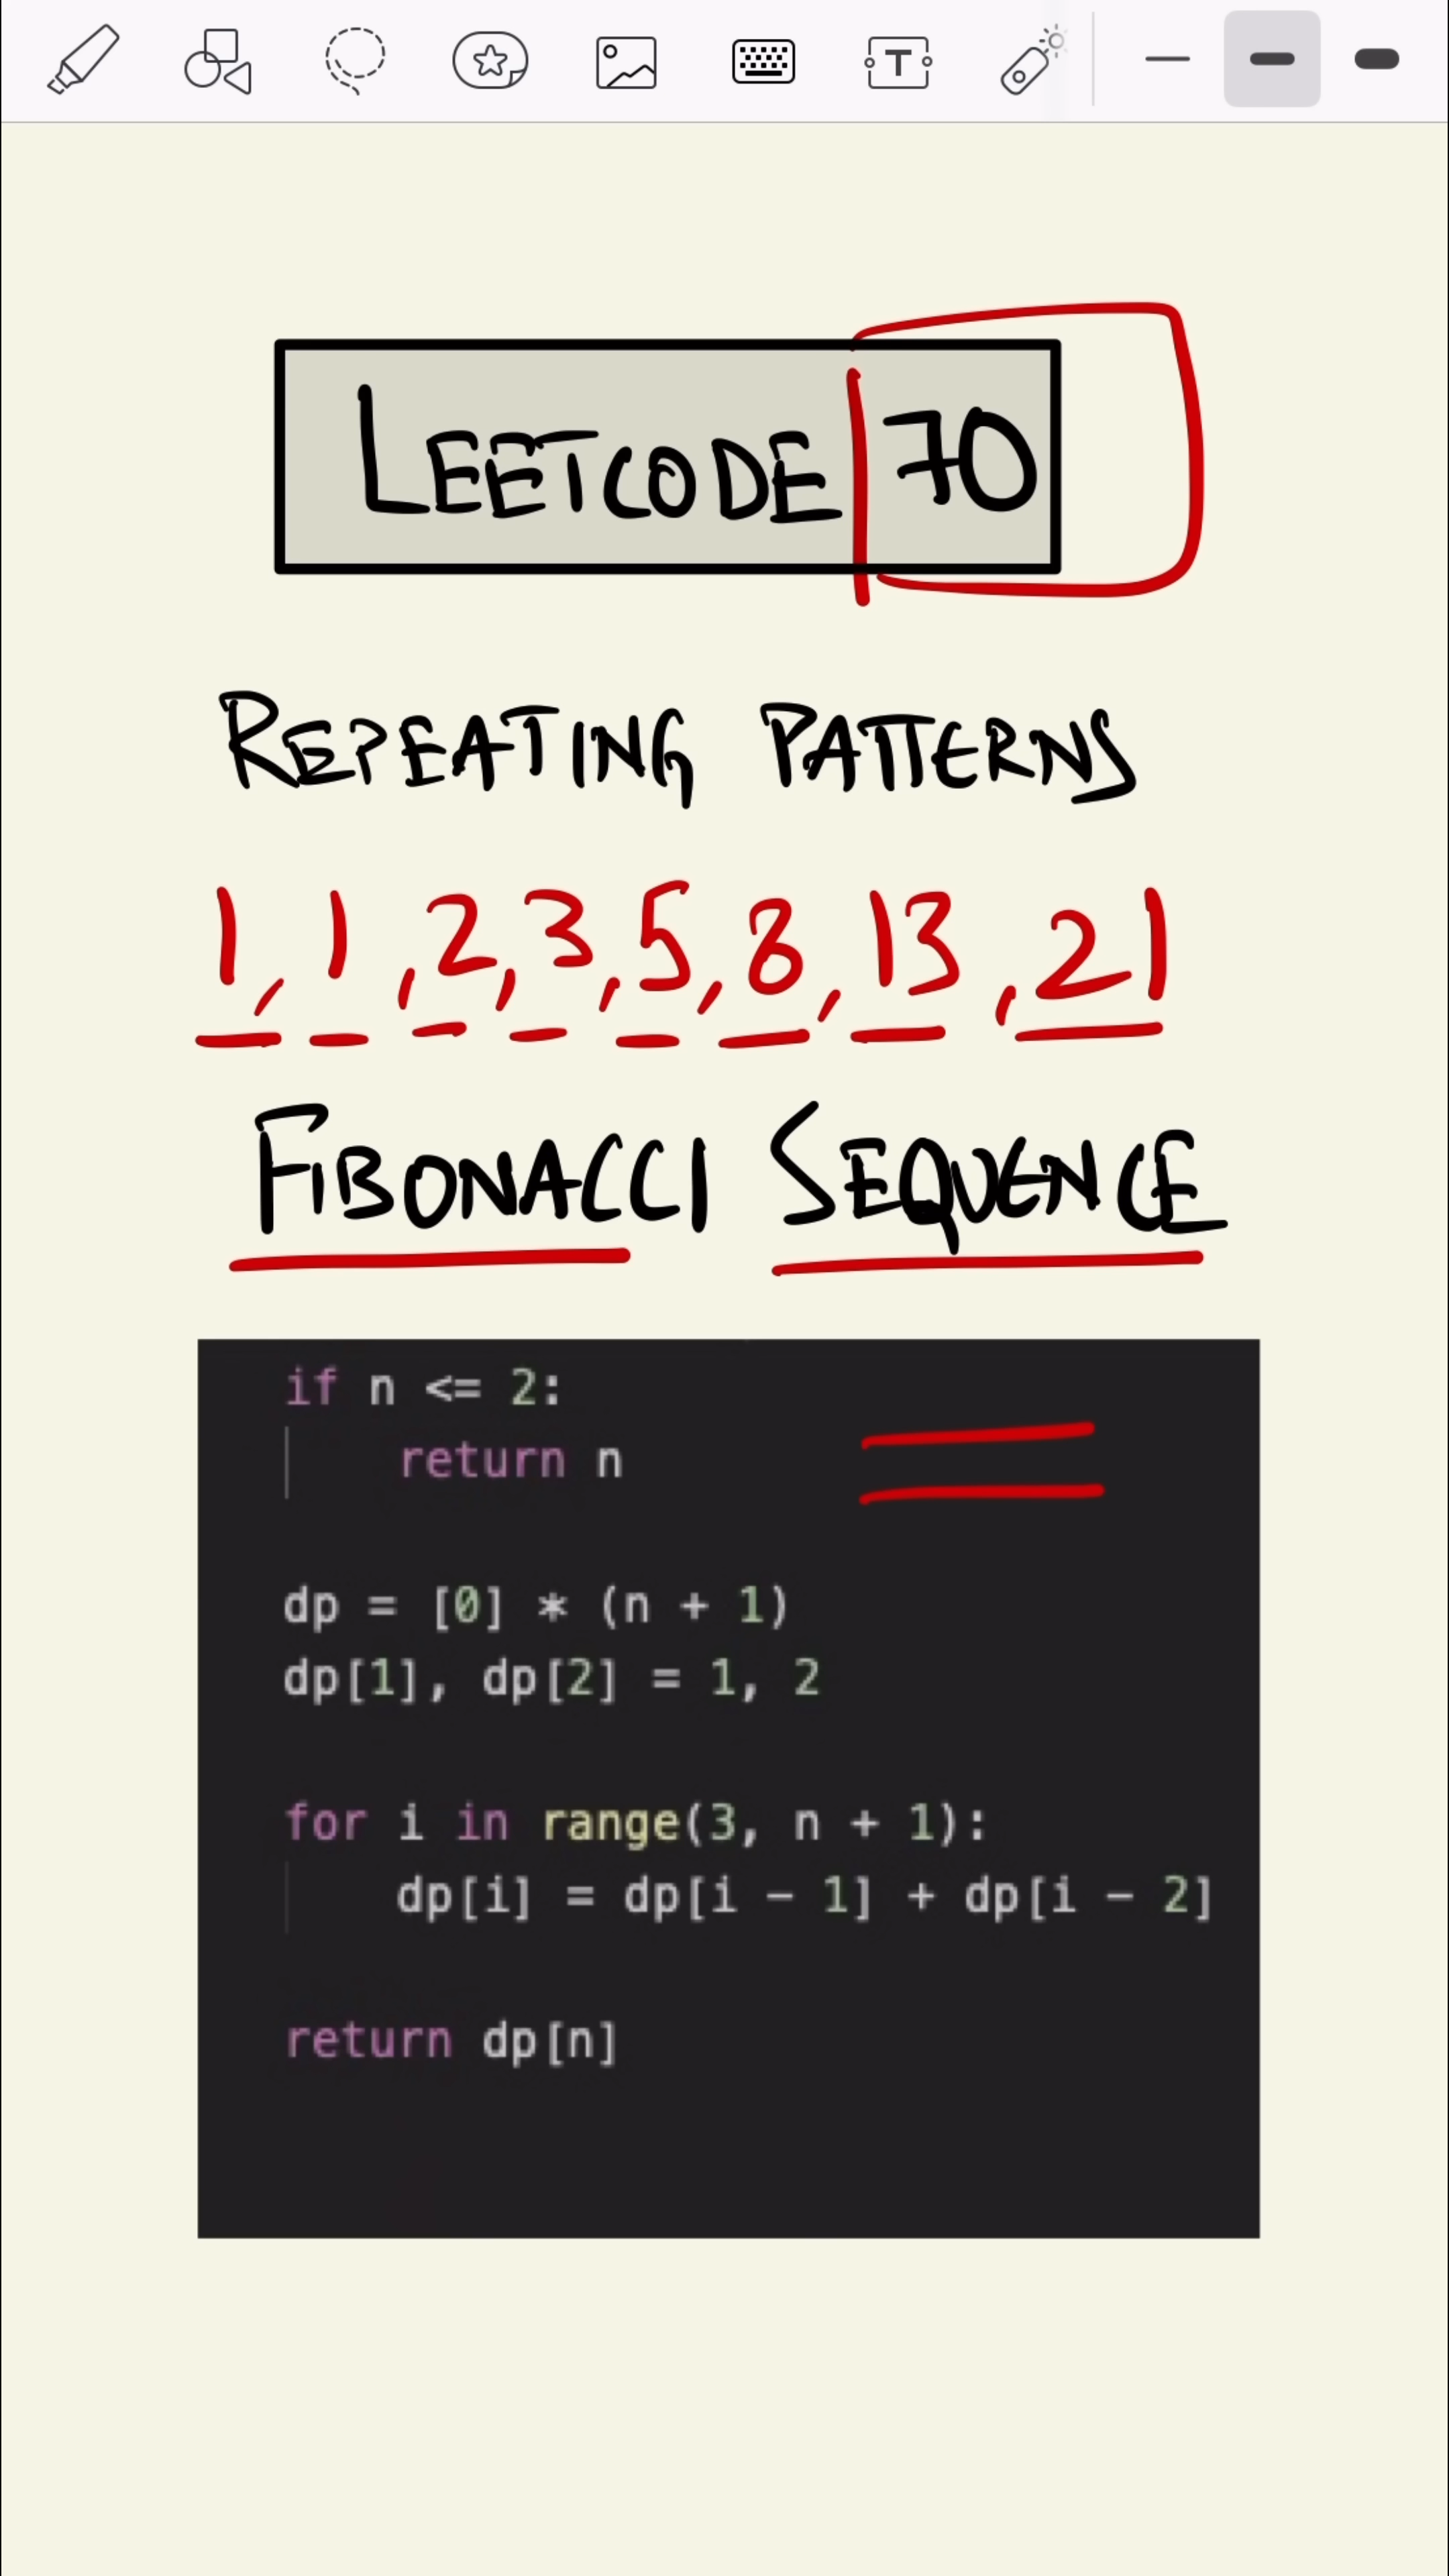 LEETCODE 70
REPEATING PATTERNS
1, 1, 2, 3, 5, 8, 13, 21
FIBONACCI SEQUENCE
if n <= 2:
    return n
dp = [0] * (n + 1)
dp[1], dp[2] = 1, 2
for i in range(3, n + 1):
    dp[i] = dp[i - 1] + dp[i - 2]
return dp[n]